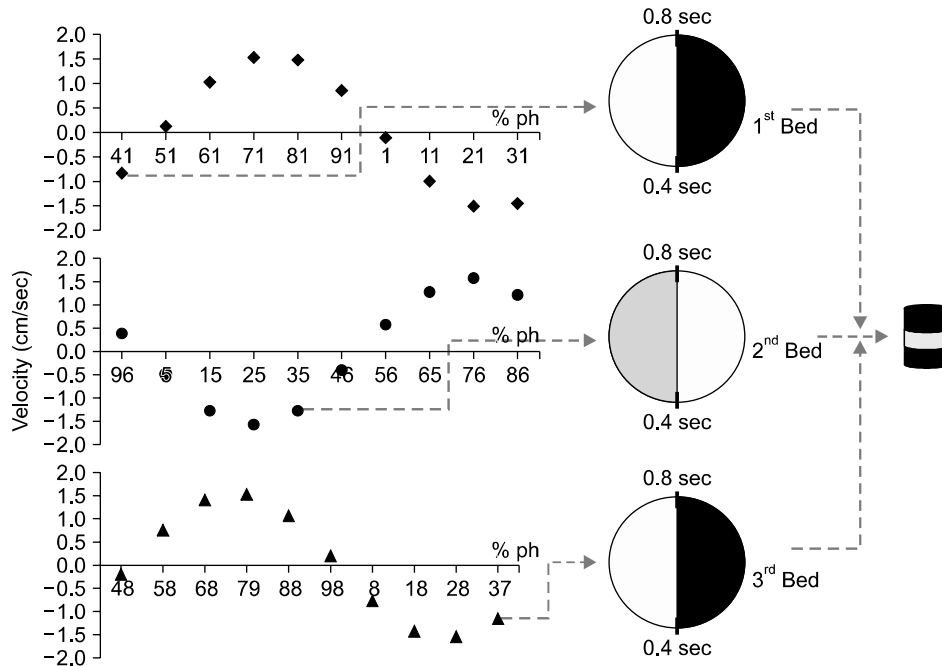 Velocity (cm/sec)
2.0
1.5
1.0
0.5
0.0
−0.5
−1.0
−1.5
−2.0
% ph
41 51 61 71 81 91 1 11 21 31
0.8 sec
0.4 sec
1st Bed
2.0
1.5
1.0
0.5
0.0
−0.5
−1.0
−1.5
−2.0
% ph
96 5 15 25 35 46 56 65 76 86
0.8 sec
0.4 sec
2nd Bed
2.0
1.5
1.0
0.5
0.0
−0.5
−1.0
−1.5
−2.0
% ph
48 58 68 79 88 98 8 18 28 37
0.8 sec
0.4 sec
3rd Bed